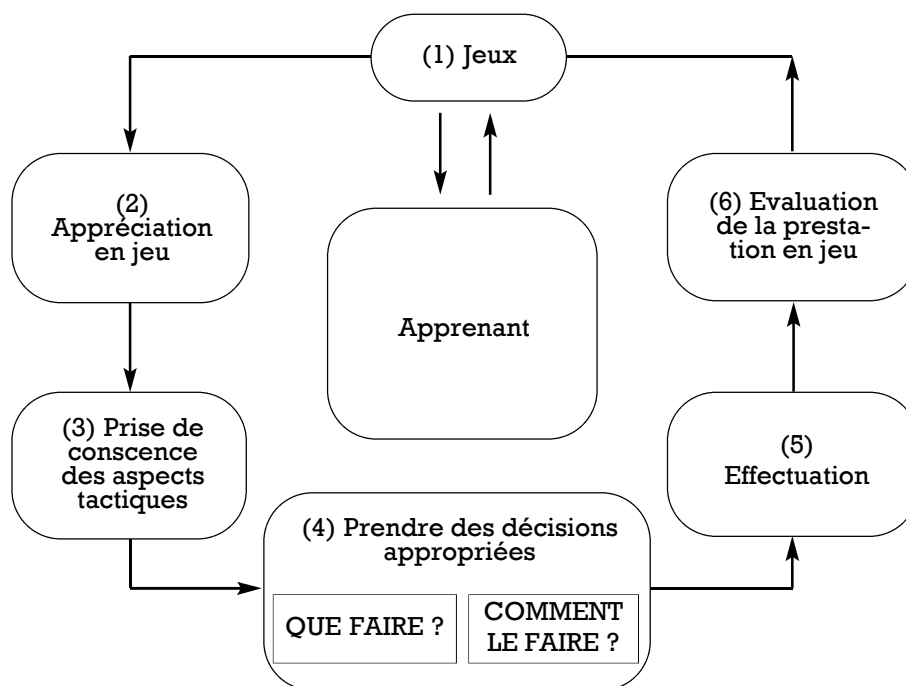 (1) Jeux
(2)
Appréciation
en jeu
(3) Prise de
conscence
des aspects
tactiques
(4) Prendre des décisions
appropriées
QUE FAIRE ?
COMMENT
LE FAIRE ?
(5)
Effectuation
(6) Evaluation
de la presta-
tion en jeu
Apprenant